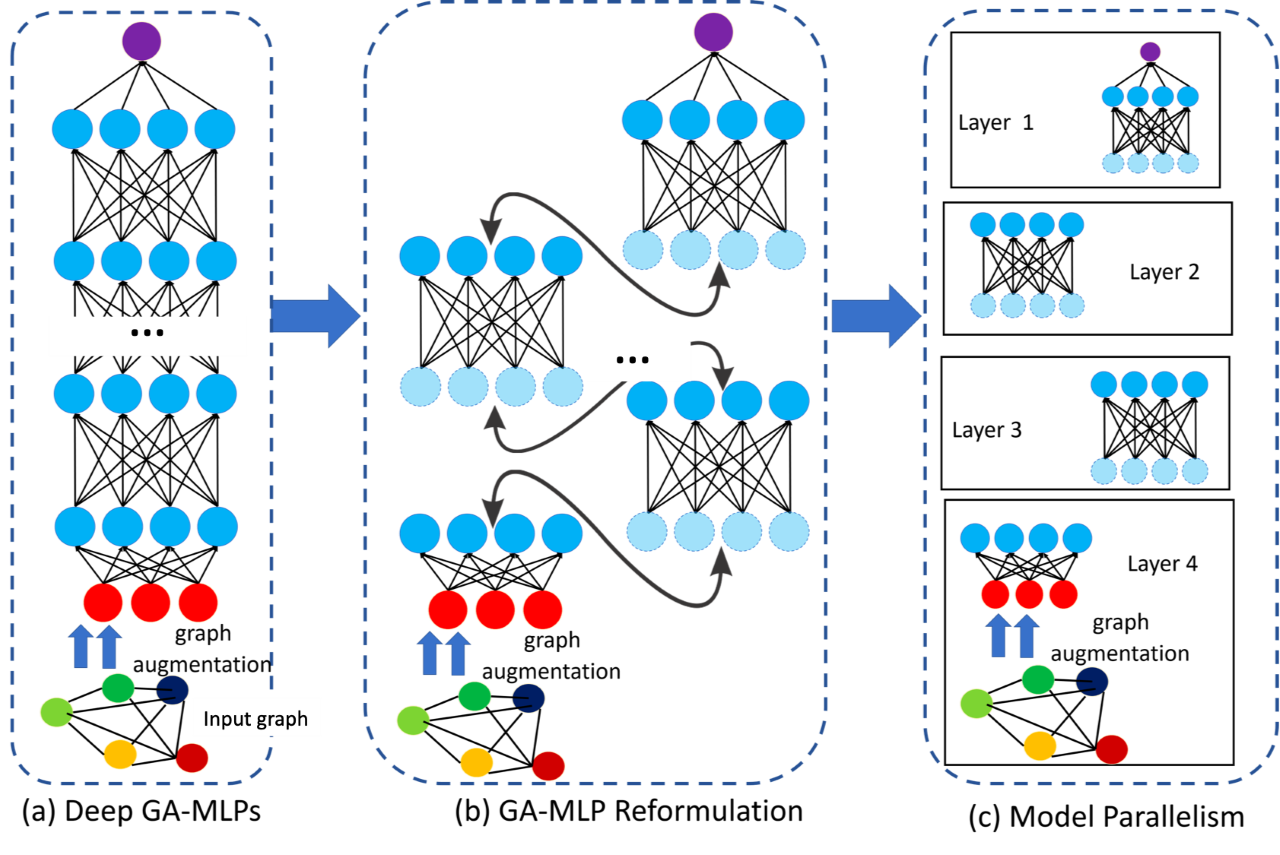 ...
graph
augmentation
Input graph
(a) Deep GA-MLPs
...
graph
augmentation
(b) GA-MLP Reformulation
Layer 1
Layer 2
Layer 3
Layer 4
graph
augmentation
(c) Model Parallelism